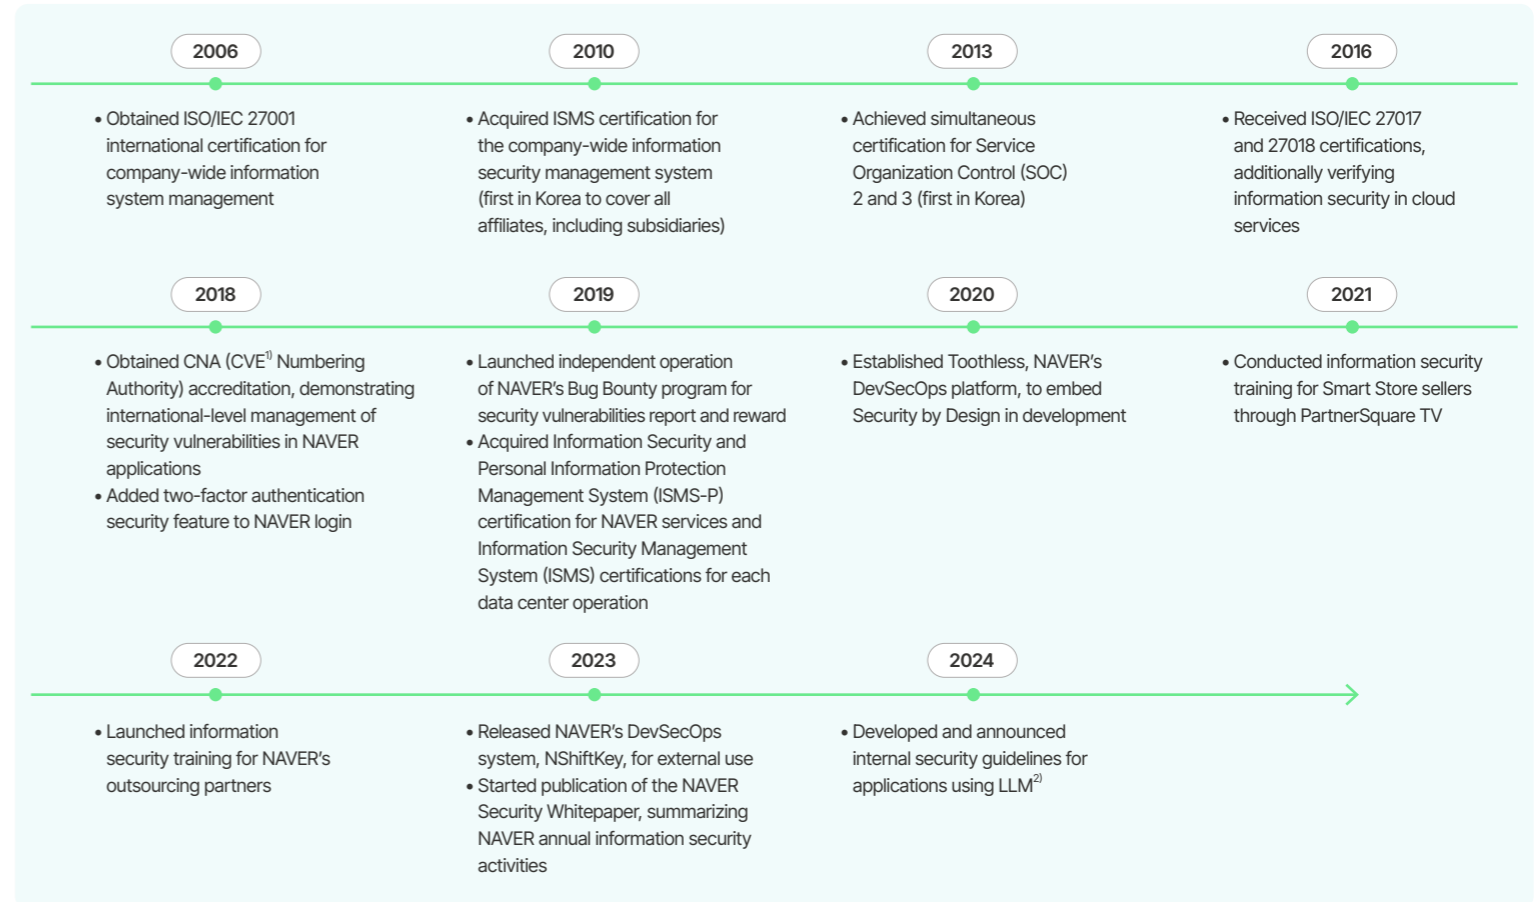 2006
• Obtained ISO/IEC 27001
international certification for
company-wide information
system management
2010
• Acquired ISMS certification for
the company-wide information
security management system
(first in Korea to cover all
affiliates, including subsidiaries)
2013
• Achieved simultaneous
certification for Service
Organization Control (SOC)
2 and 3 (first in Korea)
2016
• Received ISO/IEC 27017
and 27018 certifications,
additionally verifying
information security in cloud
services
2018
• Obtained CNA (CVE1) Numbering
Authority) accreditation, demonstrating
international-level management of
security vulnerabilities in NAVER
applications
• Added two-factor authentication
security feature to NAVER login
2019
• Launched independent operation
of NAVER's Bug Bounty program for
security vulnerabilities report and reward
• Acquired Information Security and
Personal Information Protection
Management System (ISMS-P)
certification for NAVER services and
Information Security Management
System (ISMS) certifications for each
data center operation
2020
• Established Toothless, NAVER's
DevSecOps platform, to embed
Security by Design in development
2021
• Conducted information security
training for Smart Store sellers
through PartnerSquare TV
2022
• Launched information
security training for NAVER's
outsourcing partners
2023
• Released NAVER's DevSecOps
system, NShiftKey, for external use
• Started publication of the NAVER
Security Whitepaper, summarizing
NAVER annual information security
activities
2024
• Developed and announced
internal security guidelines for
applications using LLM2)